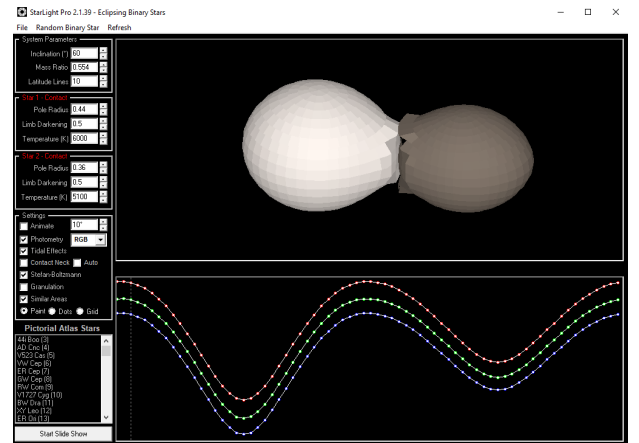 StarLight Pro 2.1.39 - Eclipsing Binary Stars
File Random Binary Star Refresh
System Parameters
Inclination (°) 60
Mass Ratio 0.554
Latitude Lines 10
Star 1 - Contact
Pole Radius 0.44
Limb Darkening 0.5
Temperature (K) 6000
Star 2 - Contact
Pole Radius 0.36
Limb Darkening 0.5
Temperature (K) 5100
Settings
Animate 10°
Photometry RGB
Tidal Effects
Contact Neck Auto
Stefan-Boltzmann
Granulation
Similar Areas
Paint Dots Grid
Pictorial Atlas Stars
44i Boo (3)
AD Cnc (4)
V523 Cas (5)
VW Cep (6)
ER Cep (7)
GW Cep (8)
RW Com (9)
V1727 Cyg (10)
BW Dra (11)
XY Leo (12)
ER Ori (13)
Start Slide Show